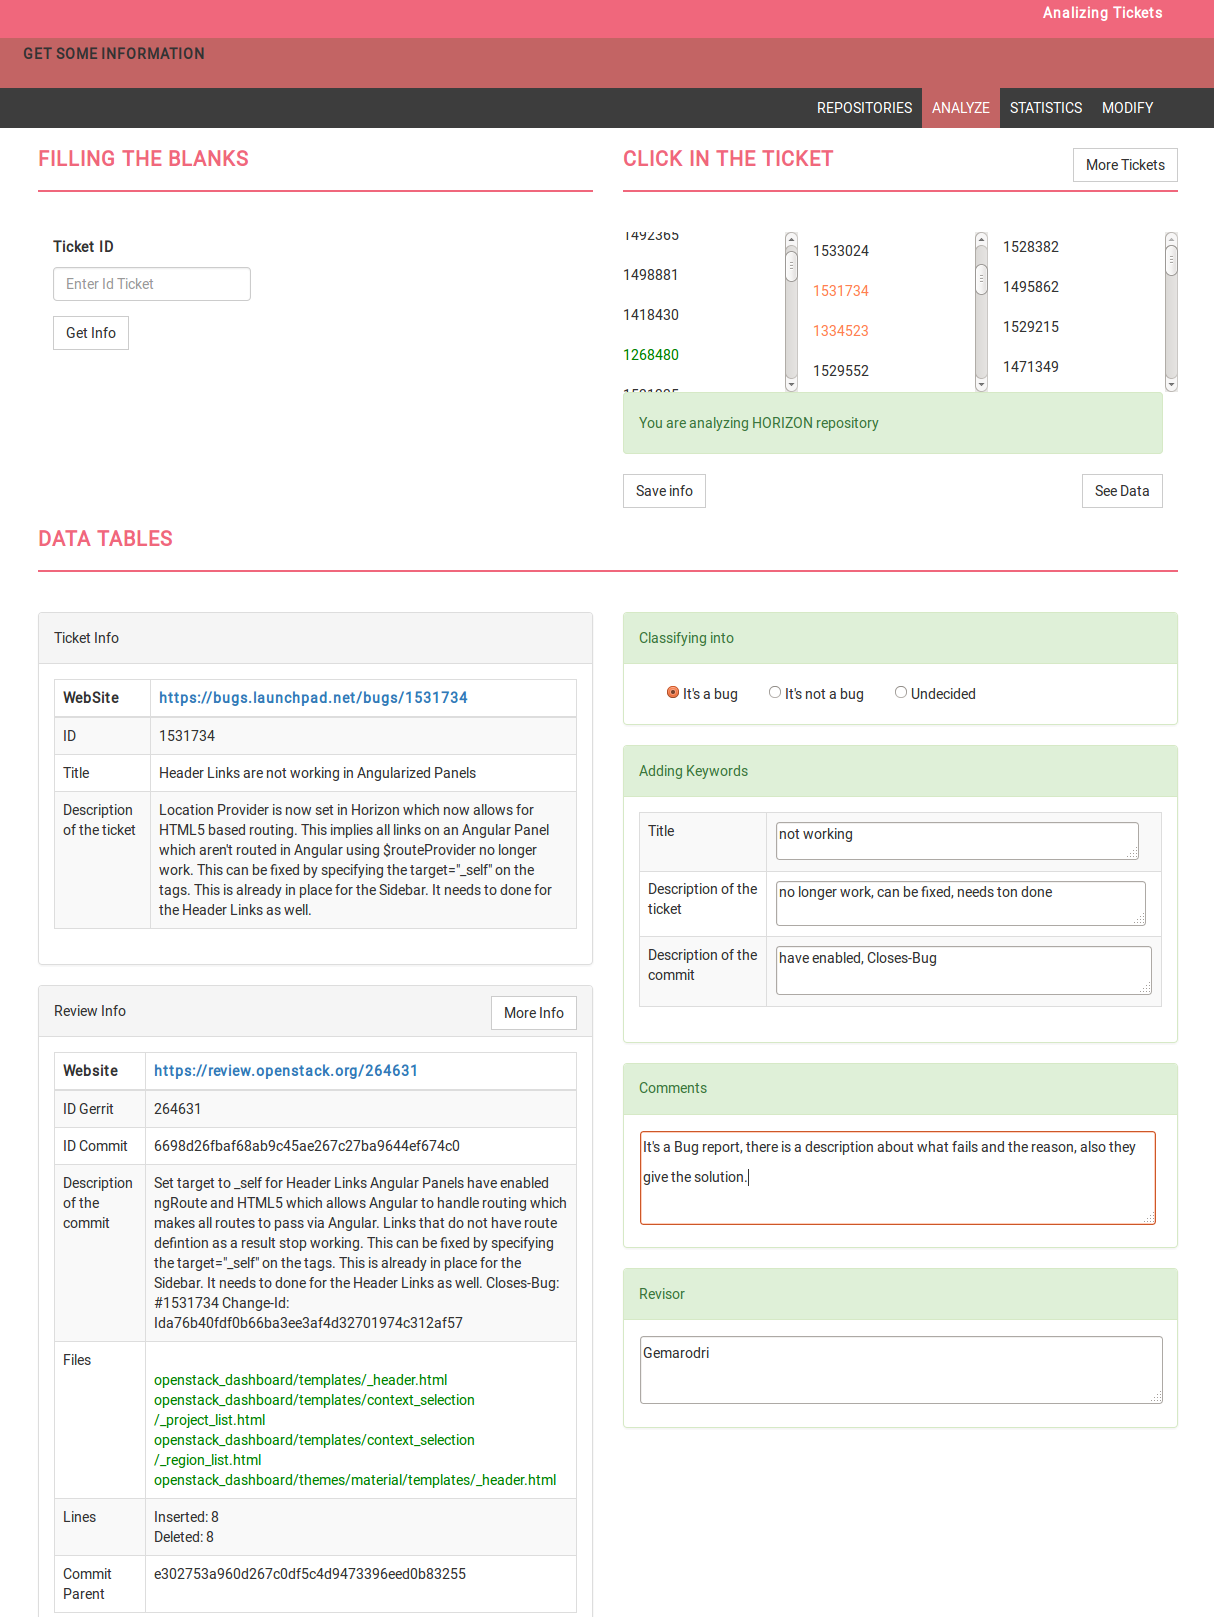 Analizing Tickets
GET SOME INFORMATION
REPOSITORIES ANALYZE STATISTICS MODIFY
FILLING THE BLANKS
Ticket ID
Enter Id Ticket
Get Info
CLICK IN THE TICKET
More Tickets
1492365
1498881
1418430
1268480
1533024
1531734
1334523
1529552
1528382
1495862
1529215
1471349
You are analyzing HORIZON repository
Save info
See Data
DATA TABLES
Ticket Info
WebSite https://bugs.launchpad.net/bugs/1531734
ID 1531734
Title Header Links are not working in Angularized Panels
Description
of the ticket
Location Provider is now set in Horizon which now allows for
HTML5 based routing. This implies all links on an Angular Panel
which aren't routed in Angular using $routeProvider no longer
work. This can be fixed by specifying the target="_self" on the
tags. This is already in place for the Sidebar. It needs to done for
the Header Links as well.
Review Info
More Info
Website https://review.openstack.org/264631
ID Gerrit 264631
ID Commit 6698d26fbaf68ab9c45ae267c27ba9644ef674c0
Description
of the
commit
Set target to _self for Header Links Angular Panels have enabled
ngRoute and HTML5 which allows Angular to handle routing which
makes all routes to pass via Angular. Links that do not have route
defintion as a result stop working. This can be fixed by specifying
the target="_self" on the tags. This is already in place for the
Sidebar. It needs to done for the Header Links as well. Closes-Bug:
#1531734 Change-Id:
Ida76b40fdf0b66ba3ee3af4d32701974c312af57
Files
openstack_dashboard/templates/_header.html
openstack_dashboard/templates/context_selection
/_project_list.html
openstack_dashboard/templates/context_selection
/_region_list.html
openstack_dashboard/themes/material/templates/_header.html
Lines
Inserted: 8
Deleted: 8
Commit
Parent
e302753a960d267c0df5c4d9473396eed0b83255
Classifying into
It's a bug It's not a bug Undecided
Adding Keywords
Title
not working
Description of the
ticket
no longer work, can be fixed, needs ton done
Description of the
commit
have enabled, Closes-Bug
Comments
It's a Bug report, there is a description about what fails and the reason, also they
give the solution.
Revisor
Gemarodri